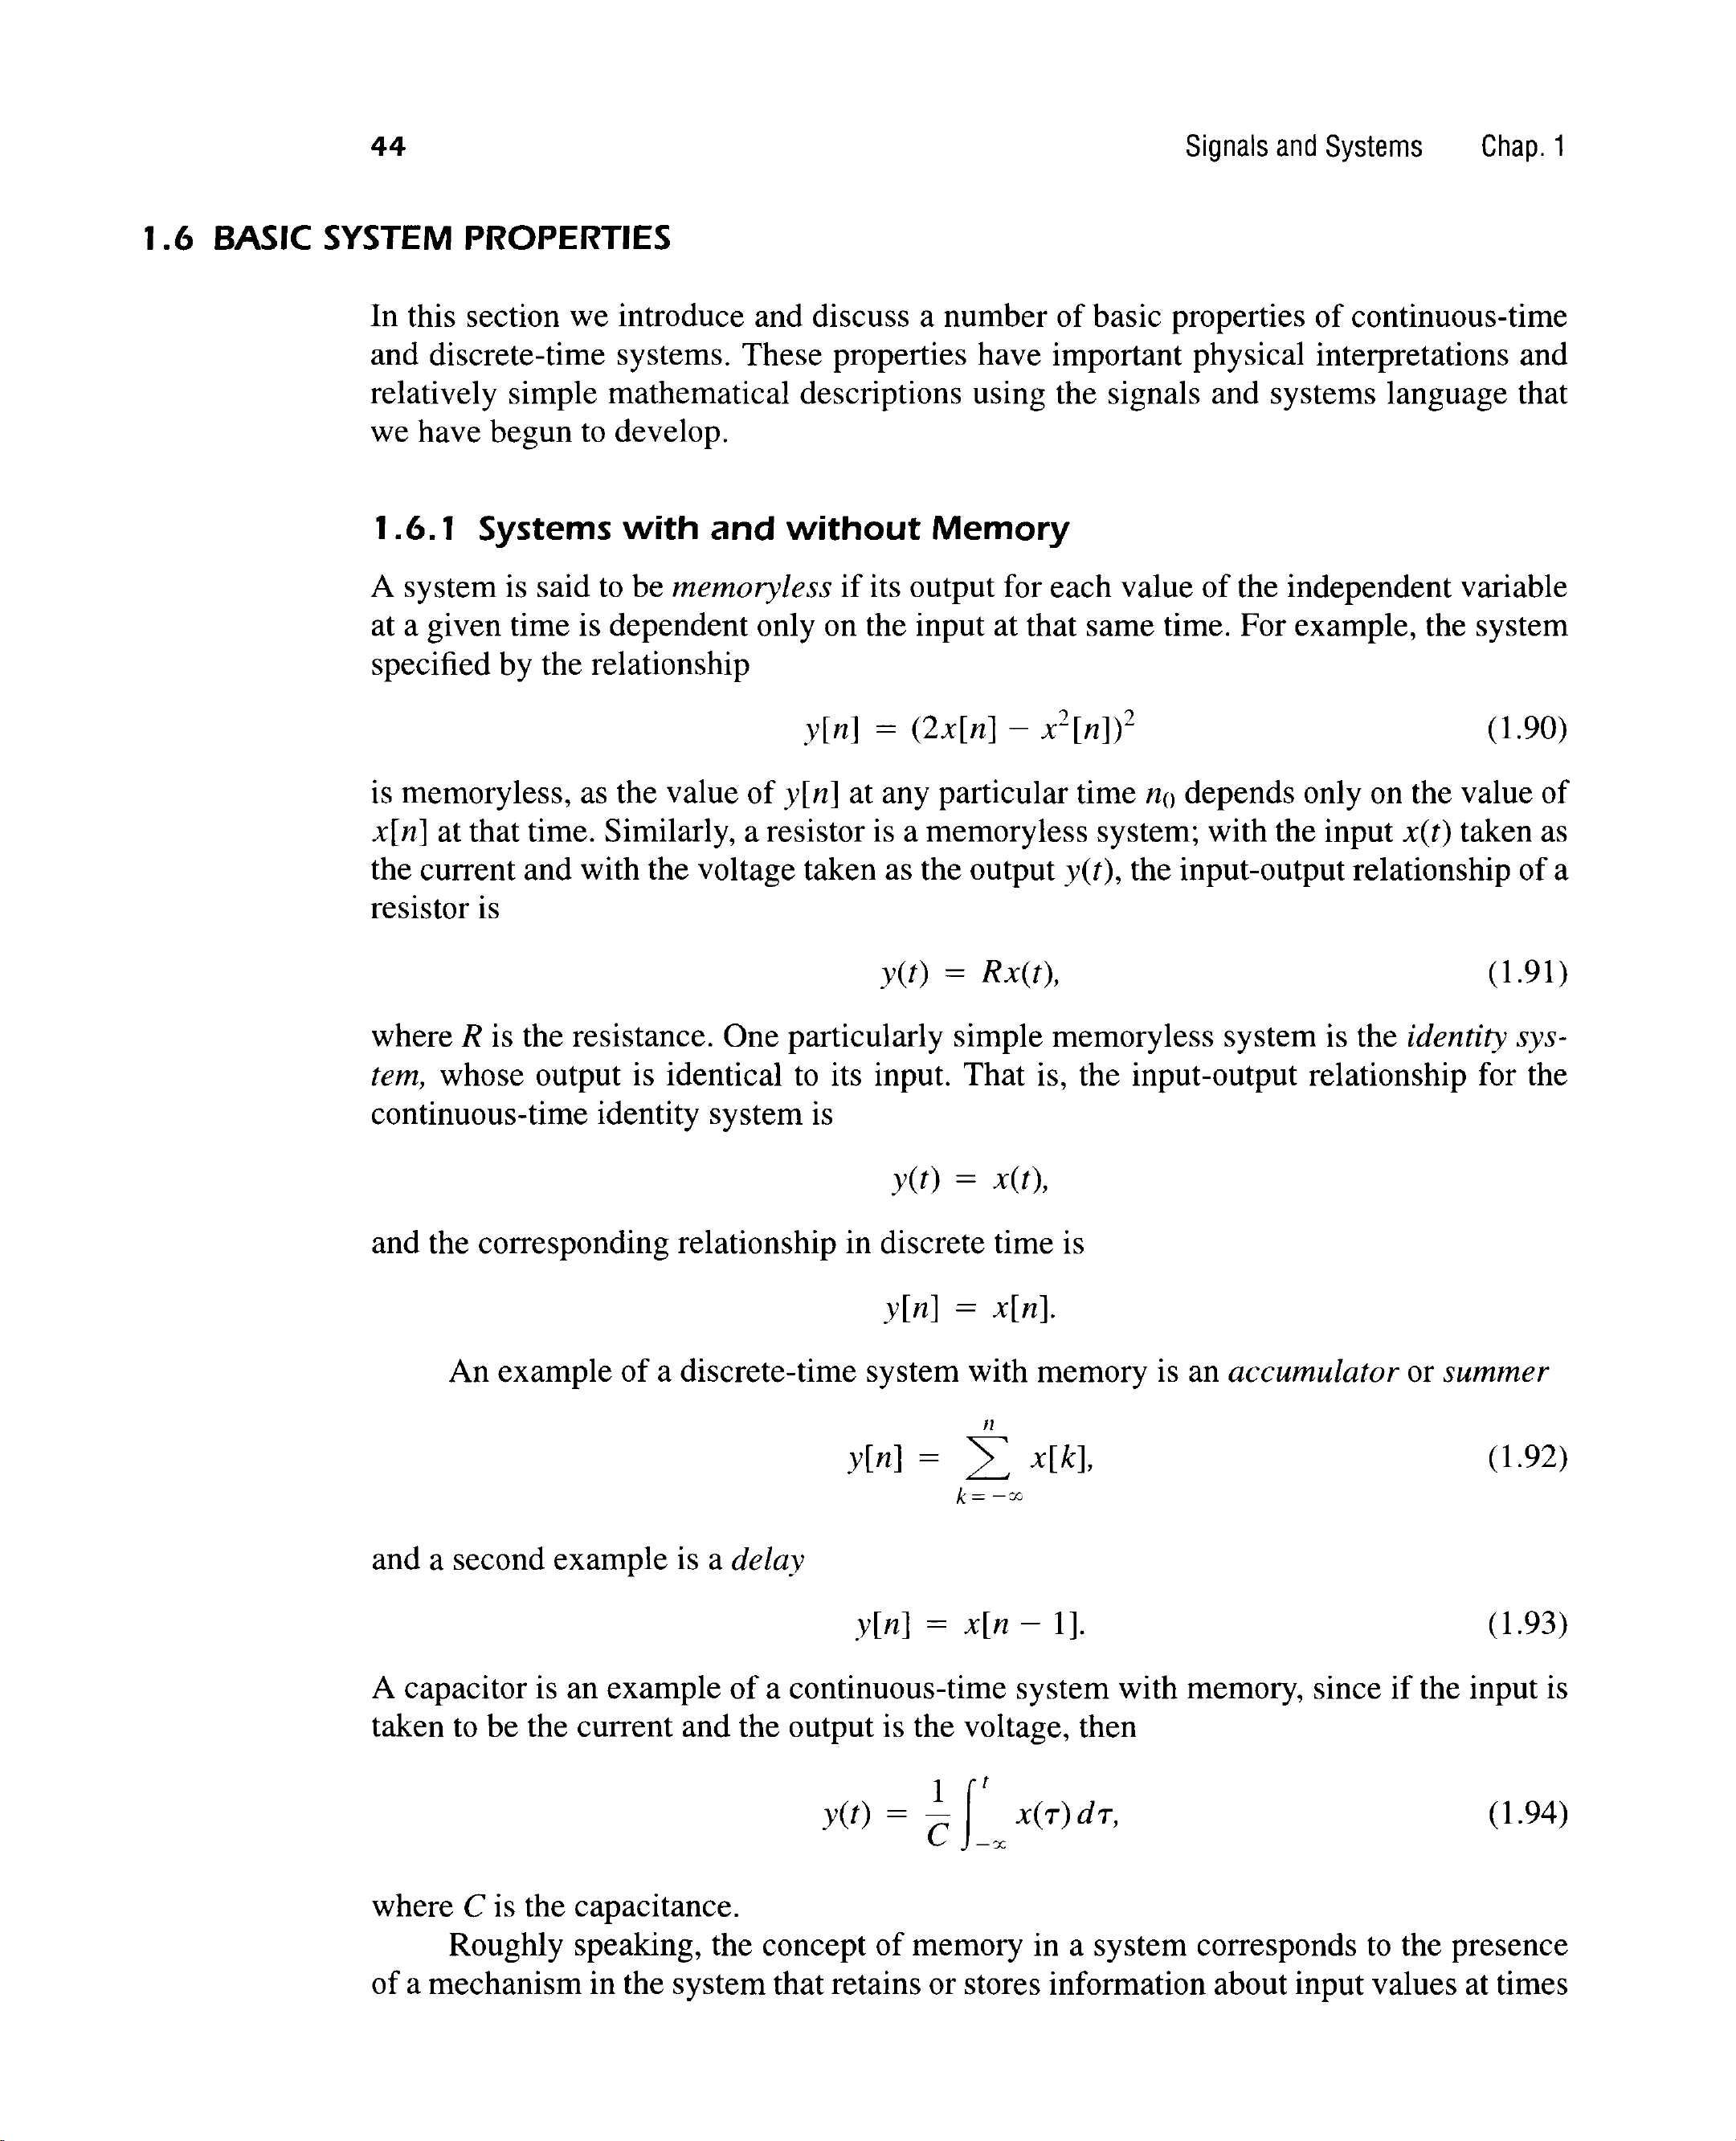 44 Signals and Systems Chap. 1
1.6 BASIC SYSTEM PROPERTIES
In this section we introduce and discuss a number of basic properties of continuous-time
and discrete-time systems. These properties have important physical interpretations and
relatively simple mathematical descriptions using the signals and systems language that
we have begun to develop.
1.6.1 Systems with and without Memory
A system is said to be memoryless if its output for each value of the independent variable
at a given time is dependent only on the input at that same time. For example, the system
specified by the relationship
y[n] = (2x[n] − x²[n])² (1.90)
is memoryless, as the value of y[n] at any particular time n₀ depends only on the value of
x[n] at that time. Similarly, a resistor is a memoryless system; with the input x(t) taken as
the current and with the voltage taken as the output y(t), the input-output relationship of a
resistor is
y(t) = Rx(t), (1.91)
where R is the resistance. One particularly simple memoryless system is the identity sys-
tem, whose output is identical to its input. That is, the input-output relationship for the
continuous-time identity system is
y(t) = x(t),
and the corresponding relationship in discrete time is
y[n] = x[n].
An example of a discrete-time system with memory is an accumulator or summer
y[n] = ∑_{k=−∞}^{n} x[k], (1.92)
and a second example is a delay
y[n] = x[n − 1]. (1.93)
A capacitor is an example of a continuous-time system with memory, since if the input is
taken to be the current and the output is the voltage, then
y(t) = 1/C ∫_{−∞}^{t} x(τ) dτ, (1.94)
where C is the capacitance.
Roughly speaking, the concept of memory in a system corresponds to the presence
of a mechanism in the system that retains or stores information about input values at times